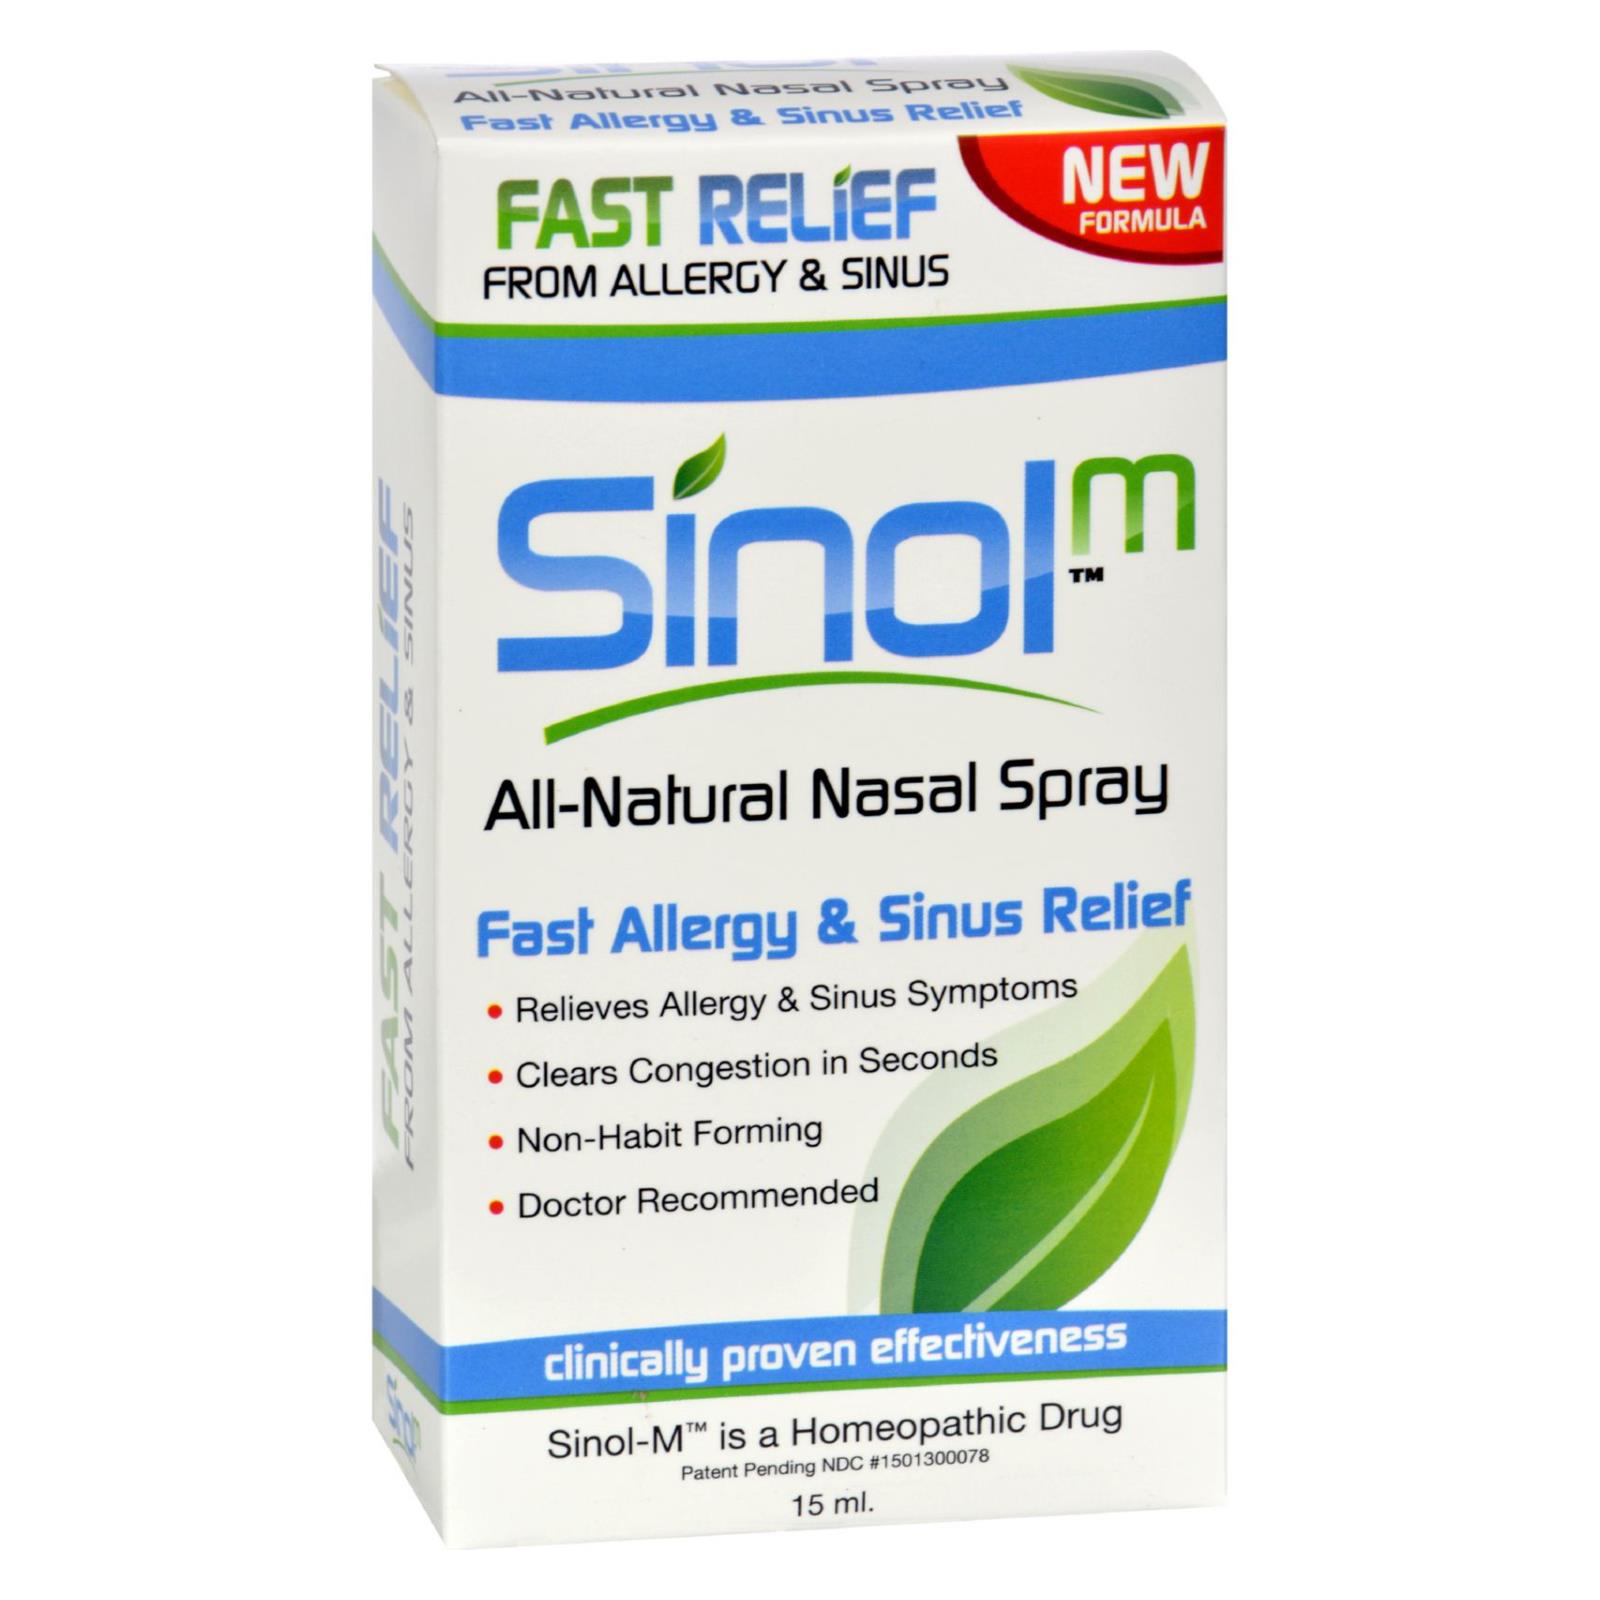 Sinol
All-Natural Nasal Spray
Fast Allergy & Sinus Relief
FAST RELIEF
FROM ALLERGY & SINUS
NEW
FORMULA
Sinol m ™
All-Natural Nasal Spray
Fast Allergy & Sinus Relief
• Relieves Allergy & Sinus Symptoms
• Clears Congestion in Seconds
• Non-Habit Forming
• Doctor Recommended
clinically proven effectiveness
Sinol-M™ is a Homeopathic Drug
Patent Pending NDC #1501300078
15 ml.
FAST RELIEF
FROM ALLERGY & SINUS
Sinol m